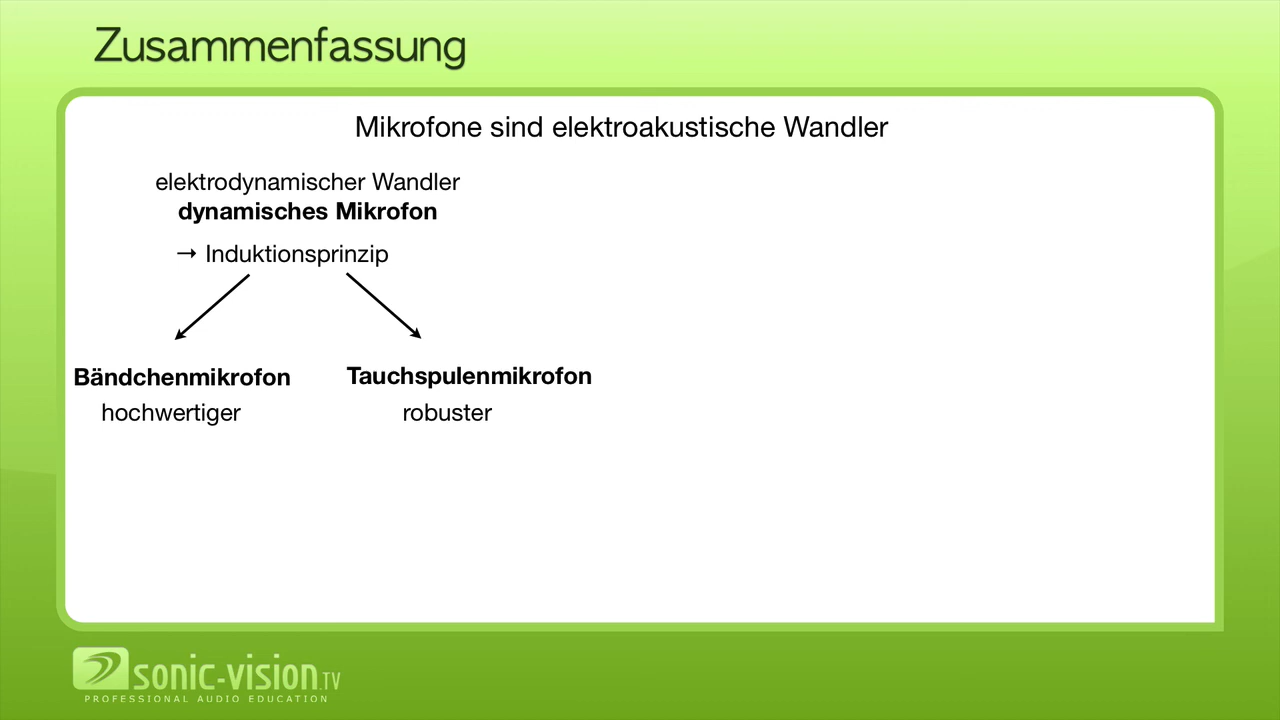 Zusammenfassung
Mikrofone sind elektroakustische Wandler
elektrodynamischer Wandler
dynamisches Mikrofon
→ Induktionsprinzip
Bändchenmikrofon
hochwertiger
Tauchspulenmikrofon
robuster
sonic-vision.TV
PROFESSIONAL AUDIO EDUCATION